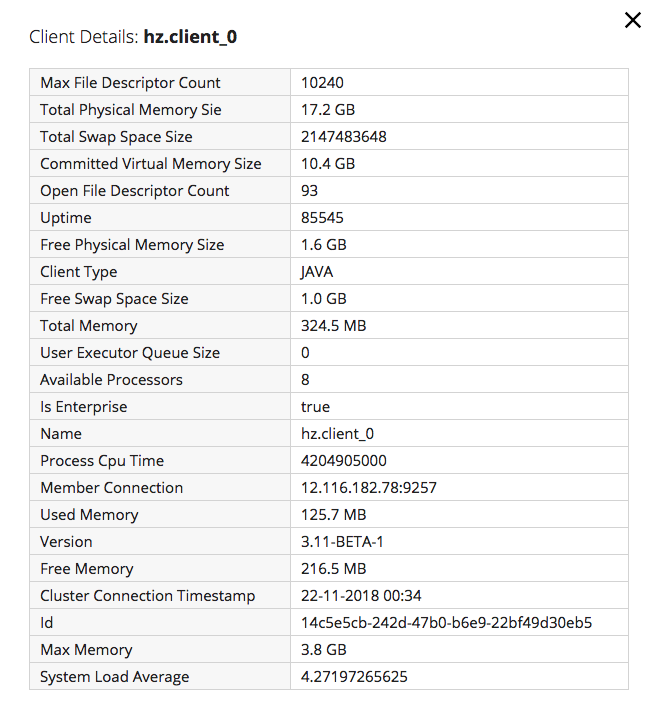 Client Details: hz.client_0
Max File Descriptor Count 10240
Total Physical Memory Sie 17.2 GB
Total Swap Space Size 2147483648
Committed Virtual Memory Size 10.4 GB
Open File Descriptor Count 93
Uptime 85545
Free Physical Memory Size 1.6 GB
Client Type JAVA
Free Swap Space Size 1.0 GB
Total Memory 324.5 MB
User Executor Queue Size 0
Available Processors 8
Is Enterprise true
Name hz.client_0
Process Cpu Time 4204905000
Member Connection 12.116.182.78:9257
Used Memory 125.7 MB
Version 3.11-BETA-1
Free Memory 216.5 MB
Cluster Connection Timestamp 22-11-2018 00:34
Id 14c5e5cb-242d-47b0-b6e9-22bf49d30eb5
Max Memory 3.8 GB
System Load Average 4.27197265625